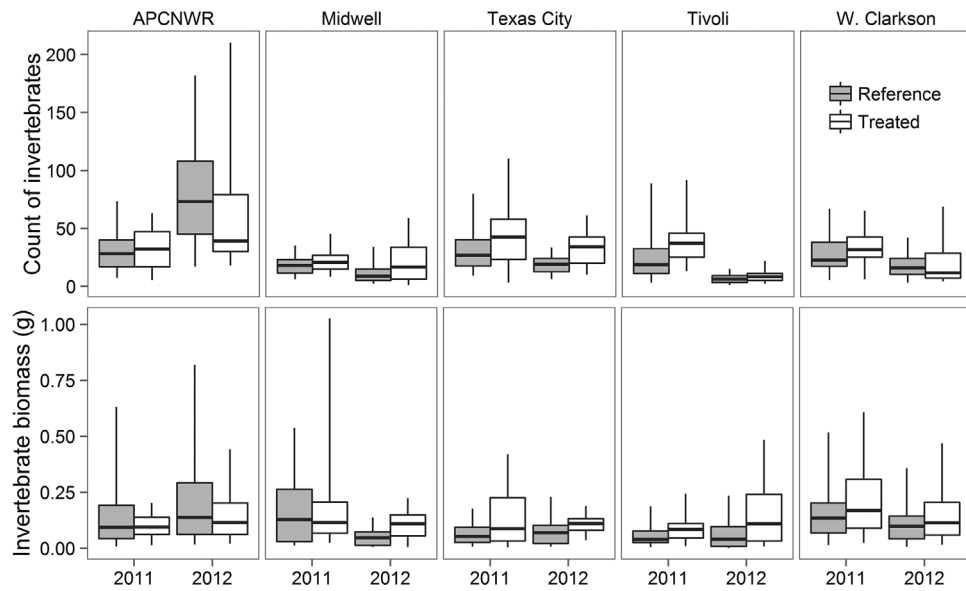 APCNWR Midwell Texas City Tivoli W. Clarkson
Count of invertebrates
200
150
100
50
0
Reference
Treated
Invertebrate biomass (g)
1.00
0.75
0.50
0.25
0.00
2011 2012 2011 2012 2011 2012 2011 2012 2011 2012